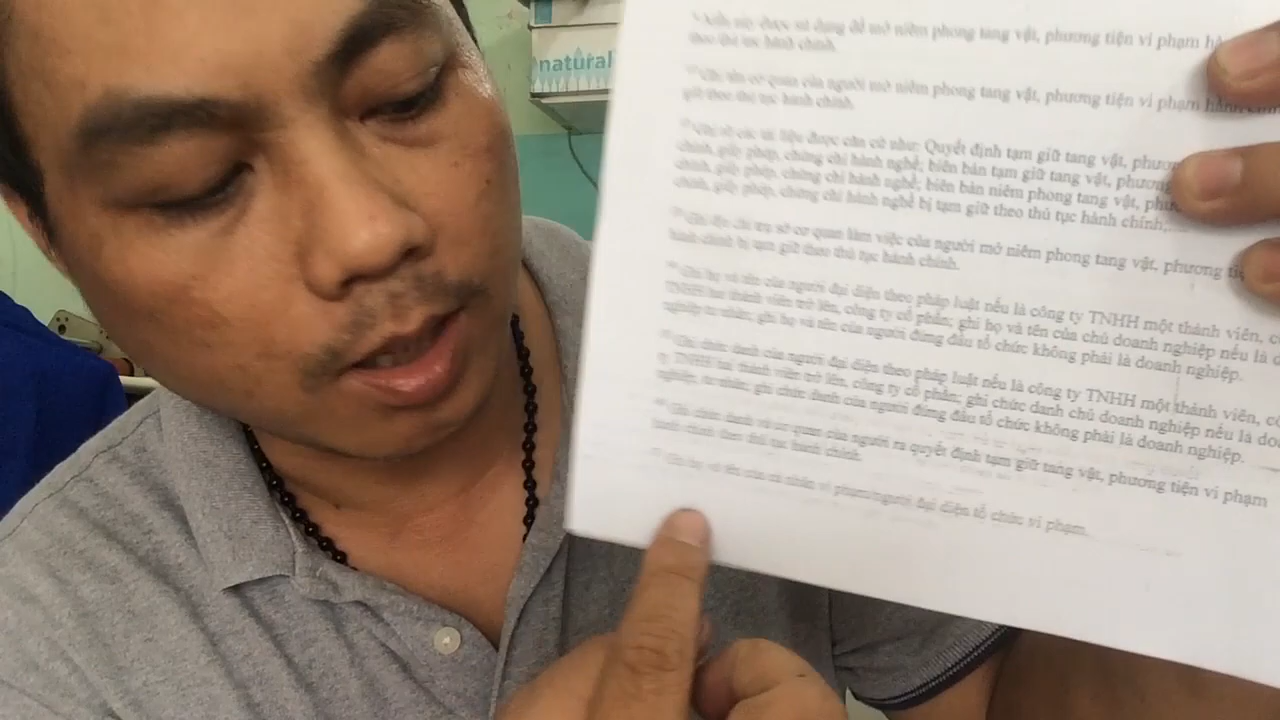 natural
này được sử dụng để mở niêm phong tang vật, phương tiện vi phạm
theo thủ tục hành chính.
Ghi tên cơ quan của người mở niêm phong tang vật, phương tiện vi phạm hành chính
giữ theo thủ tục hành chính.
Ghi rõ các tài liệu được căn cứ như: Quyết định tạm giữ tang vật,
chính, giấy phép, chứng chỉ hành nghề; biên bản tạm giữ tang vật, phương
chính, giấy phép, chứng chỉ hành nghề; biên bản niêm phong tang vật,
chính, giấy phép, chứng chỉ hành nghề bị tạm giữ theo thủ tục hành chính;....
Ghi địa chỉ trụ sở cơ quan làm việc của người mở niêm phong tang vật, phương
hành chính bị tạm giữ theo thủ tục hành chính.
Ghi họ và tên của người đại diện theo pháp luật nếu là công ty TNHH một thành viên,
TNHH hai thành viên trở lên, công ty cổ phần; ghi họ và tên của chủ doanh nghiệp nếu là
nghiệp tư nhân; ghi họ và tên của người đứng đầu tổ chức không phải là doanh nghiệp.
Ghi chức danh của người đại diện theo pháp luật nếu là công ty TNHH một thành viên,
ty TNHH hai thành viên trở lên, công ty cổ phần; ghi chức danh chủ doanh nghiệp nếu là
nghiệp tư nhân; ghi chức danh của người đứng đầu tổ chức không phải là doanh nghiệp.
Ghi chức danh và cơ quan của người ra quyết định tạm giữ tang vật, phương tiện vi phạm
hành chính theo thủ tục hành chính.
Ghi họ và tên của cá nhân vi phạm/người đại diện tổ chức vi phạm.